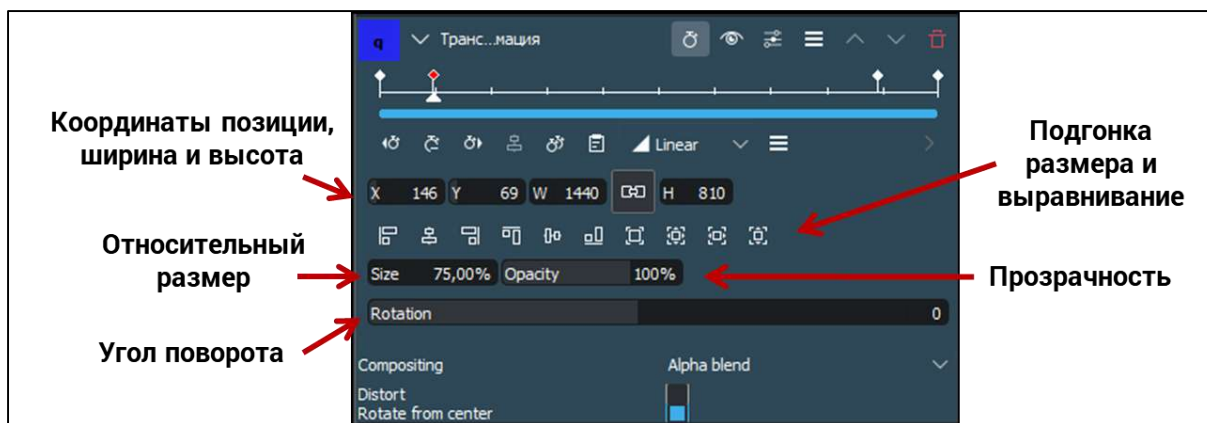 q
Транс...мация
Координаты позиции,
ширина и высота
Linear
Подгонка
размера и
выравнивание
X 146 Y 69 W 1440 H 810
Относительный
размер
Size 75,00% Opacity 100%
Прозрачность
Rotation 0
Угол поворота
Compositing Alpha blend
Distort
Rotate from center